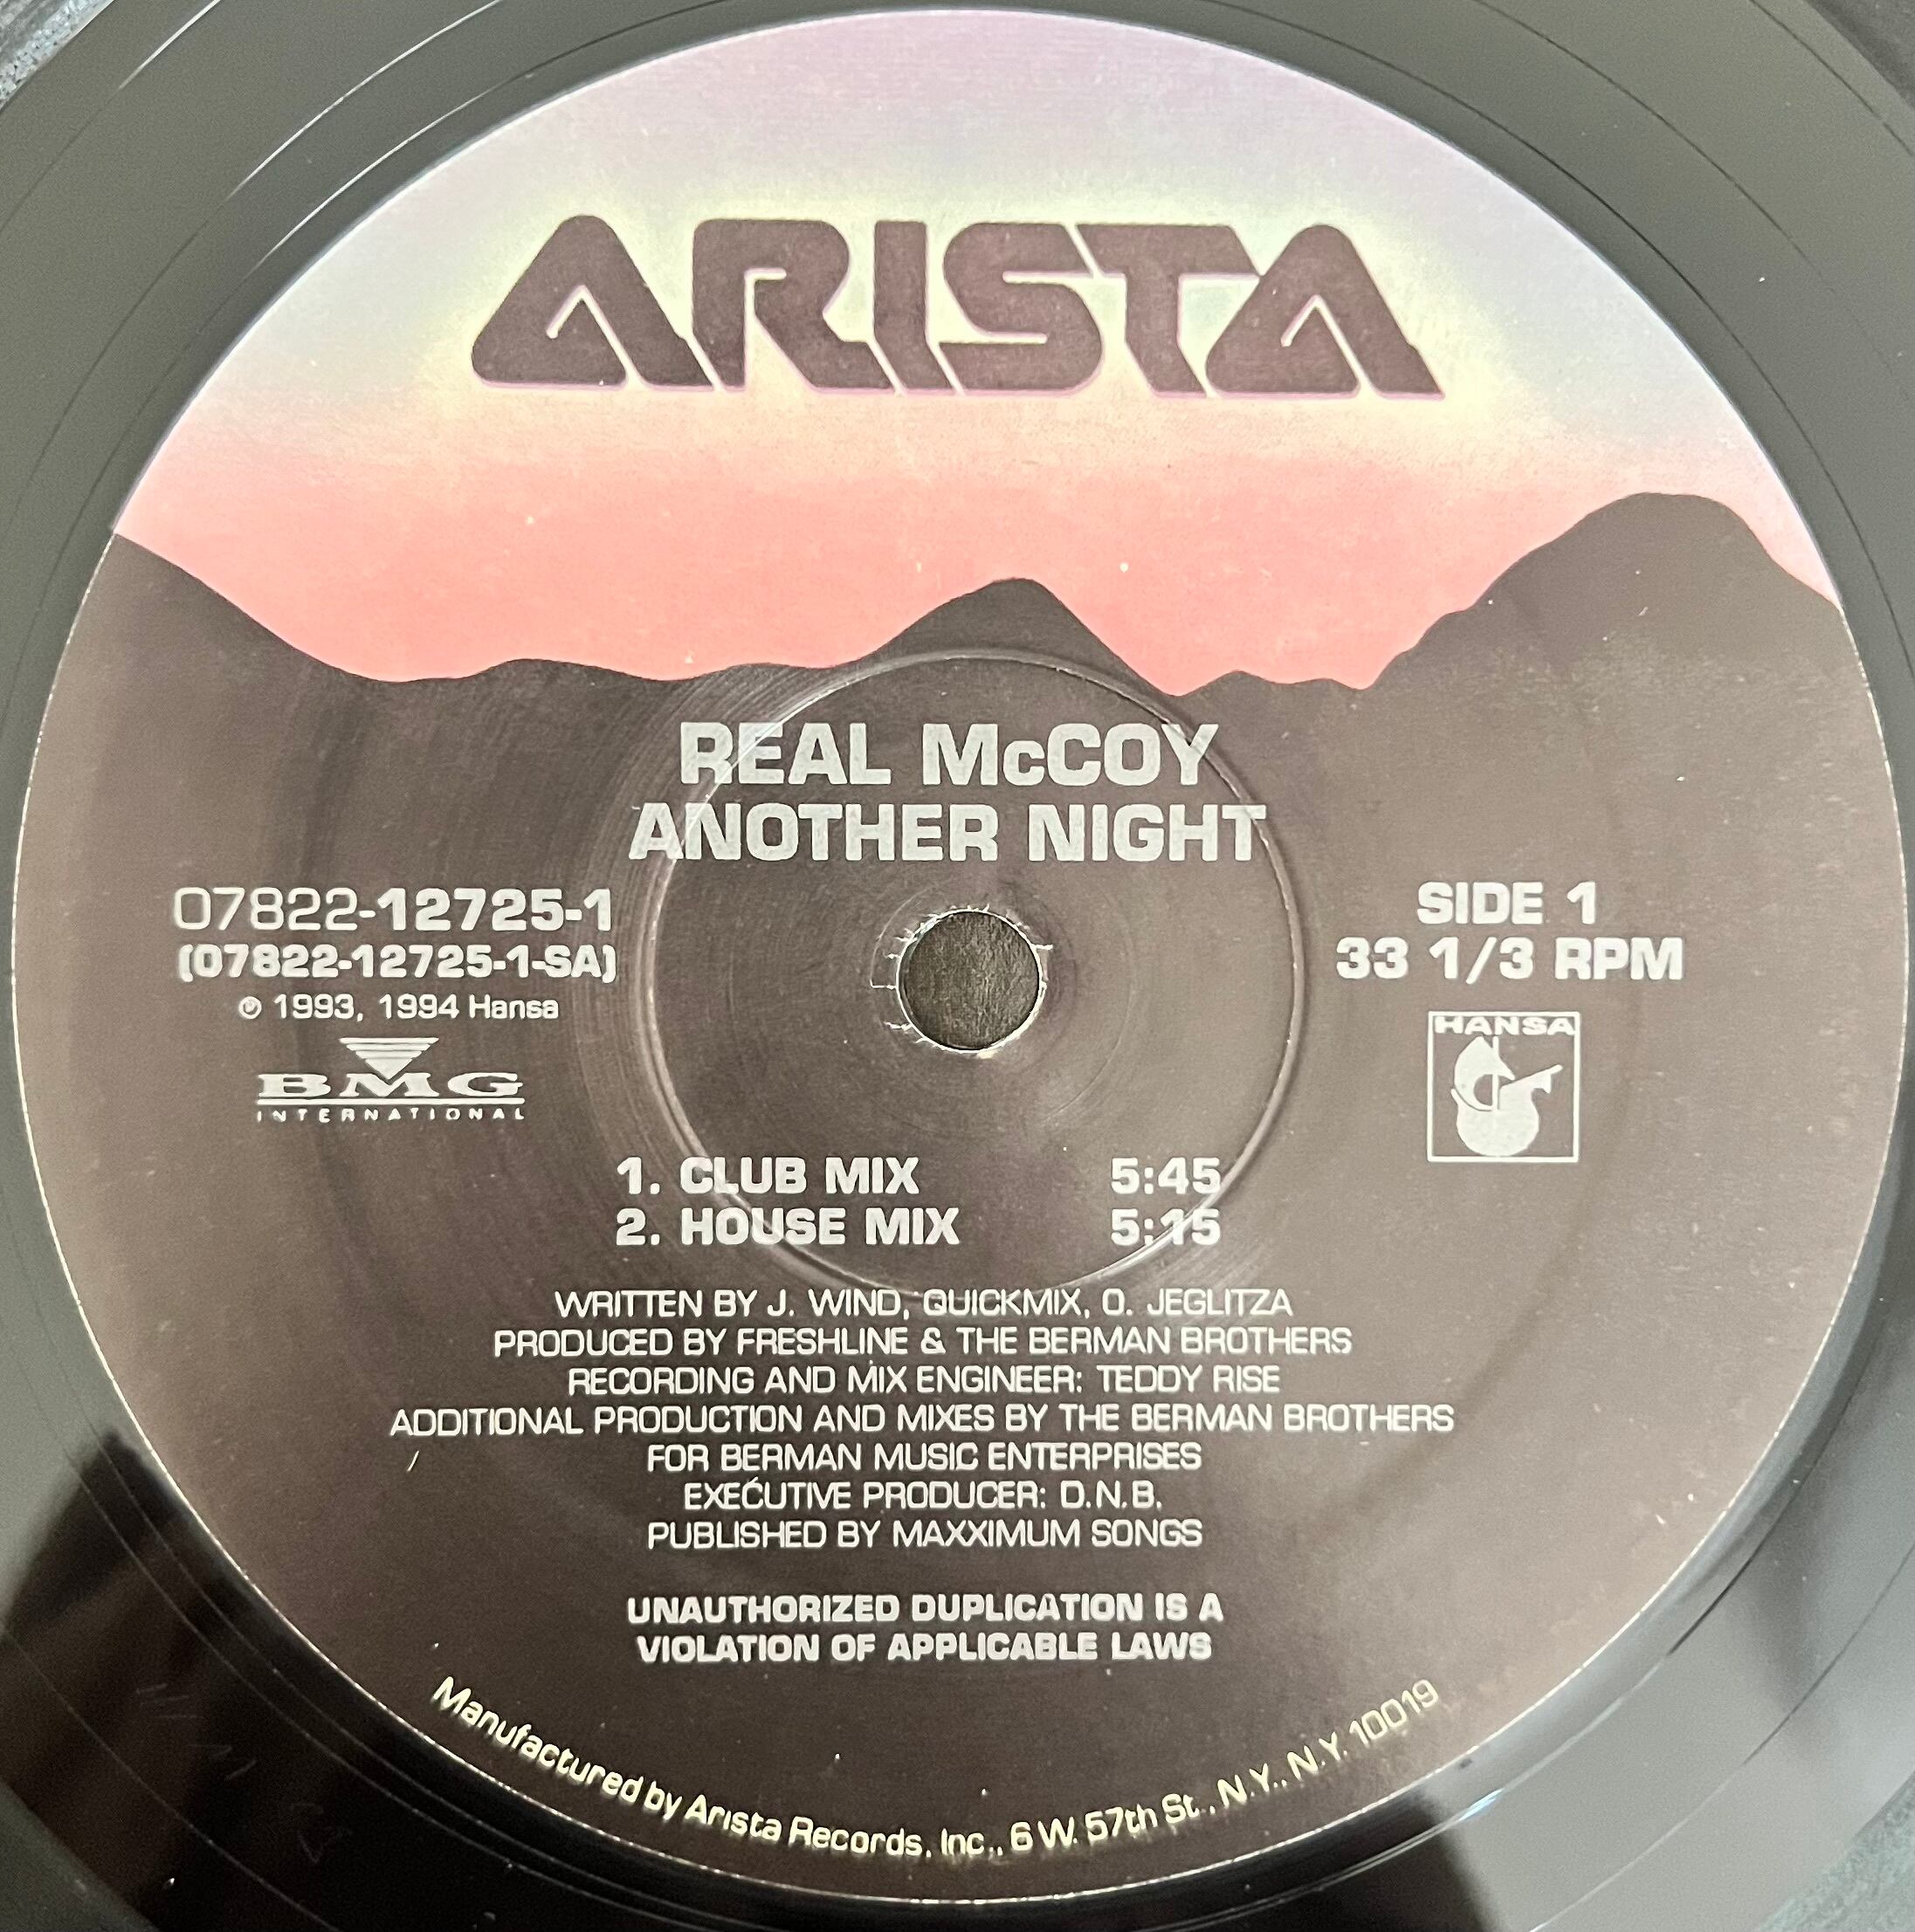 ARISTA
REAL McCOY
ANOTHER NIGHT
07822-12725-1
(07822-12725-1-SA)
℗ 1993, 1994 Hansa
BMG
INTERNATIONAL
SIDE 1
33 1/3 RPM
HANSA
1. CLUB MIX 5:45
2. HOUSE MIX 5:15
WRITTEN BY J. WIND, QUICKMIX, O. JEGLITZA
PRODUCED BY FRESHLINE & THE BERMAN BROTHERS
RECORDING AND MIX ENGINEER: TEDDY RISE
ADDITIONAL PRODUCTION AND MIXES BY THE BERMAN BROTHERS
FOR BERMAN MUSIC ENTERPRISES
EXECUTIVE PRODUCER: D.N.B.
PUBLISHED BY MAXXIMUM SONGS
UNAUTHORIZED DUPLICATION IS A
VIOLATION OF APPLICABLE LAWS
Manufactured by Arista Records, Inc., 6 W. 57th St., N.Y., N.Y. 10019